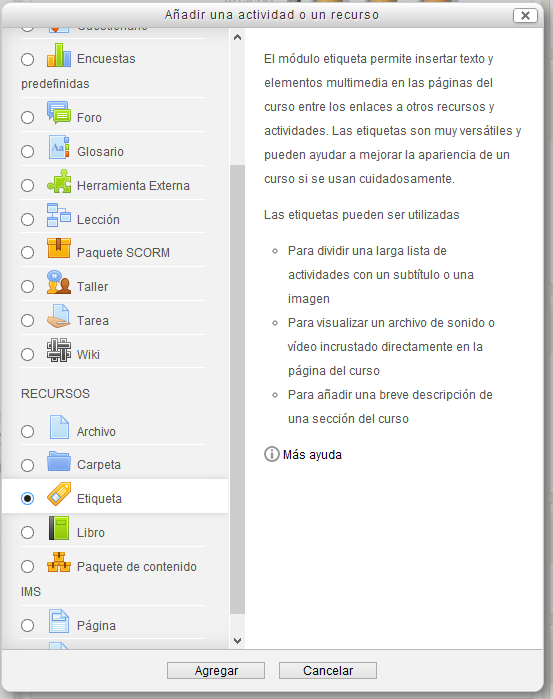 Añadir una actividad o un recurso
Encuestas
predefinidas
Foro
Glosario
Herramienta Externa
Lección
Paquete SCORM
Taller
Tarea
Wiki
RECURSOS
Archivo
Carpeta
Etiqueta
Libro
Paquete de contenido
IMS
Página
El módulo etiqueta permite insertar texto y
elementos multimedia en las páginas del
curso entre los enlaces a otros recursos y
actividades. Las etiquetas son muy versátiles y
pueden ayudar a mejorar la apariencia de un
curso si se usan cuidadosamente.
Las etiquetas pueden ser utilizadas
Para dividir una larga lista de
actividades con un subtítulo o una
imagen
Para visualizar un archivo de sonido o
vídeo incrustado directamente en la
página del curso
Para añadir una breve descripción de
una sección del curso
Más ayuda
Agregar
Cancelar